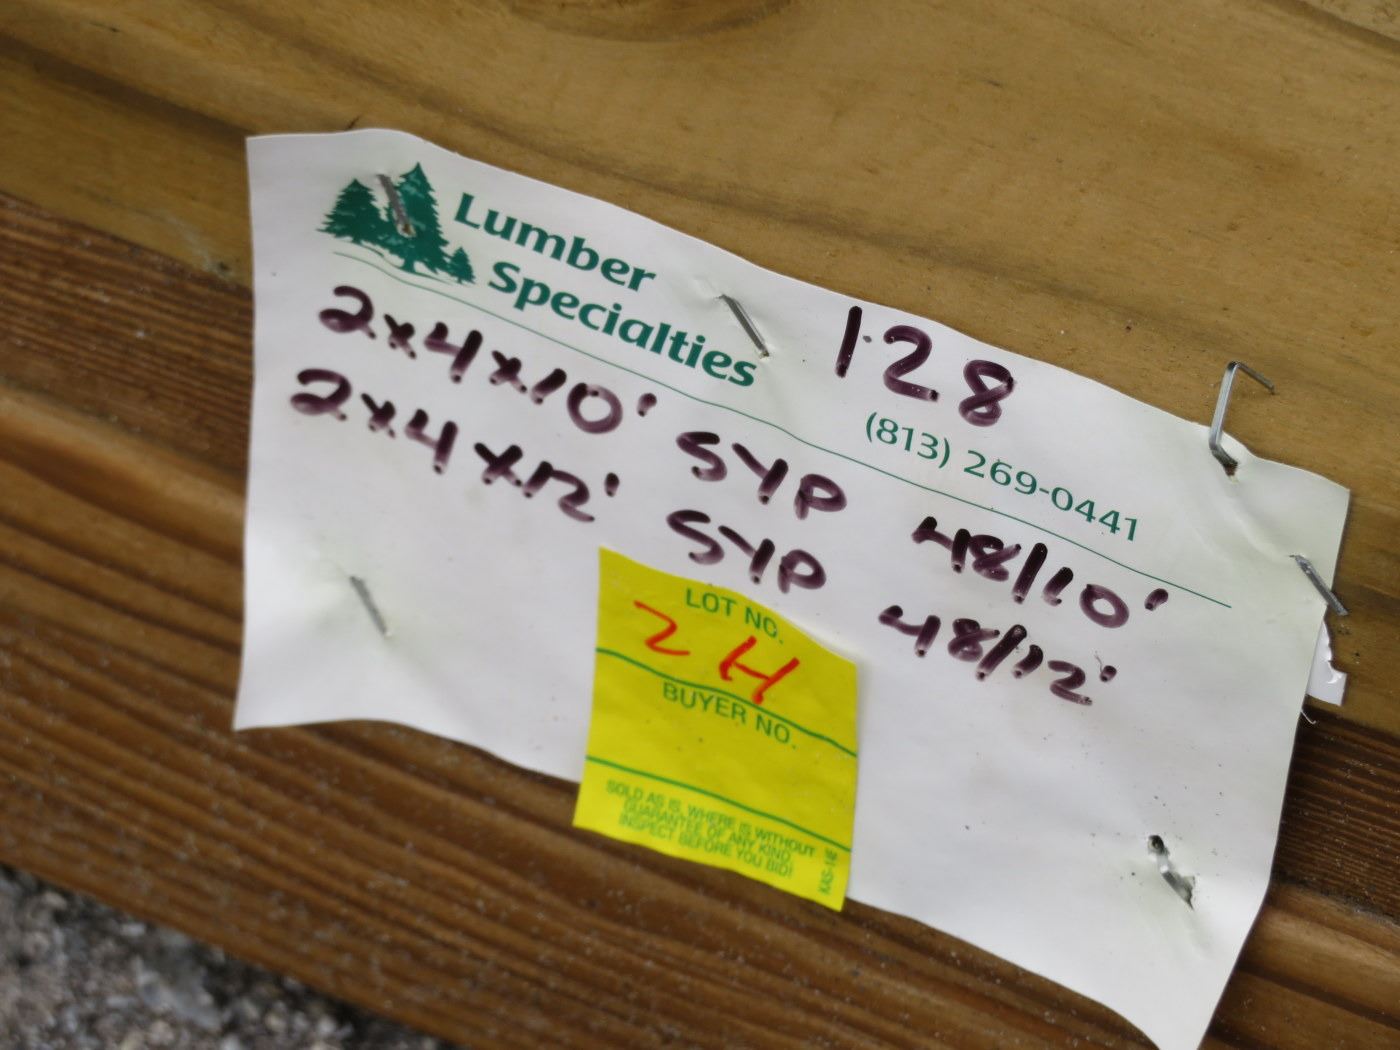 Lumber
Specialties
128
(813) 269-0441
2x4x10' SYP 48/10'
2x4x12' SYP 48/12'
LOT NO.
2H
BUYER NO.
SOLD AS IS, WHERE IS WITHOUT
GUARANTEE OF ANY KIND.
INSPECT BEFORE YOU BID!